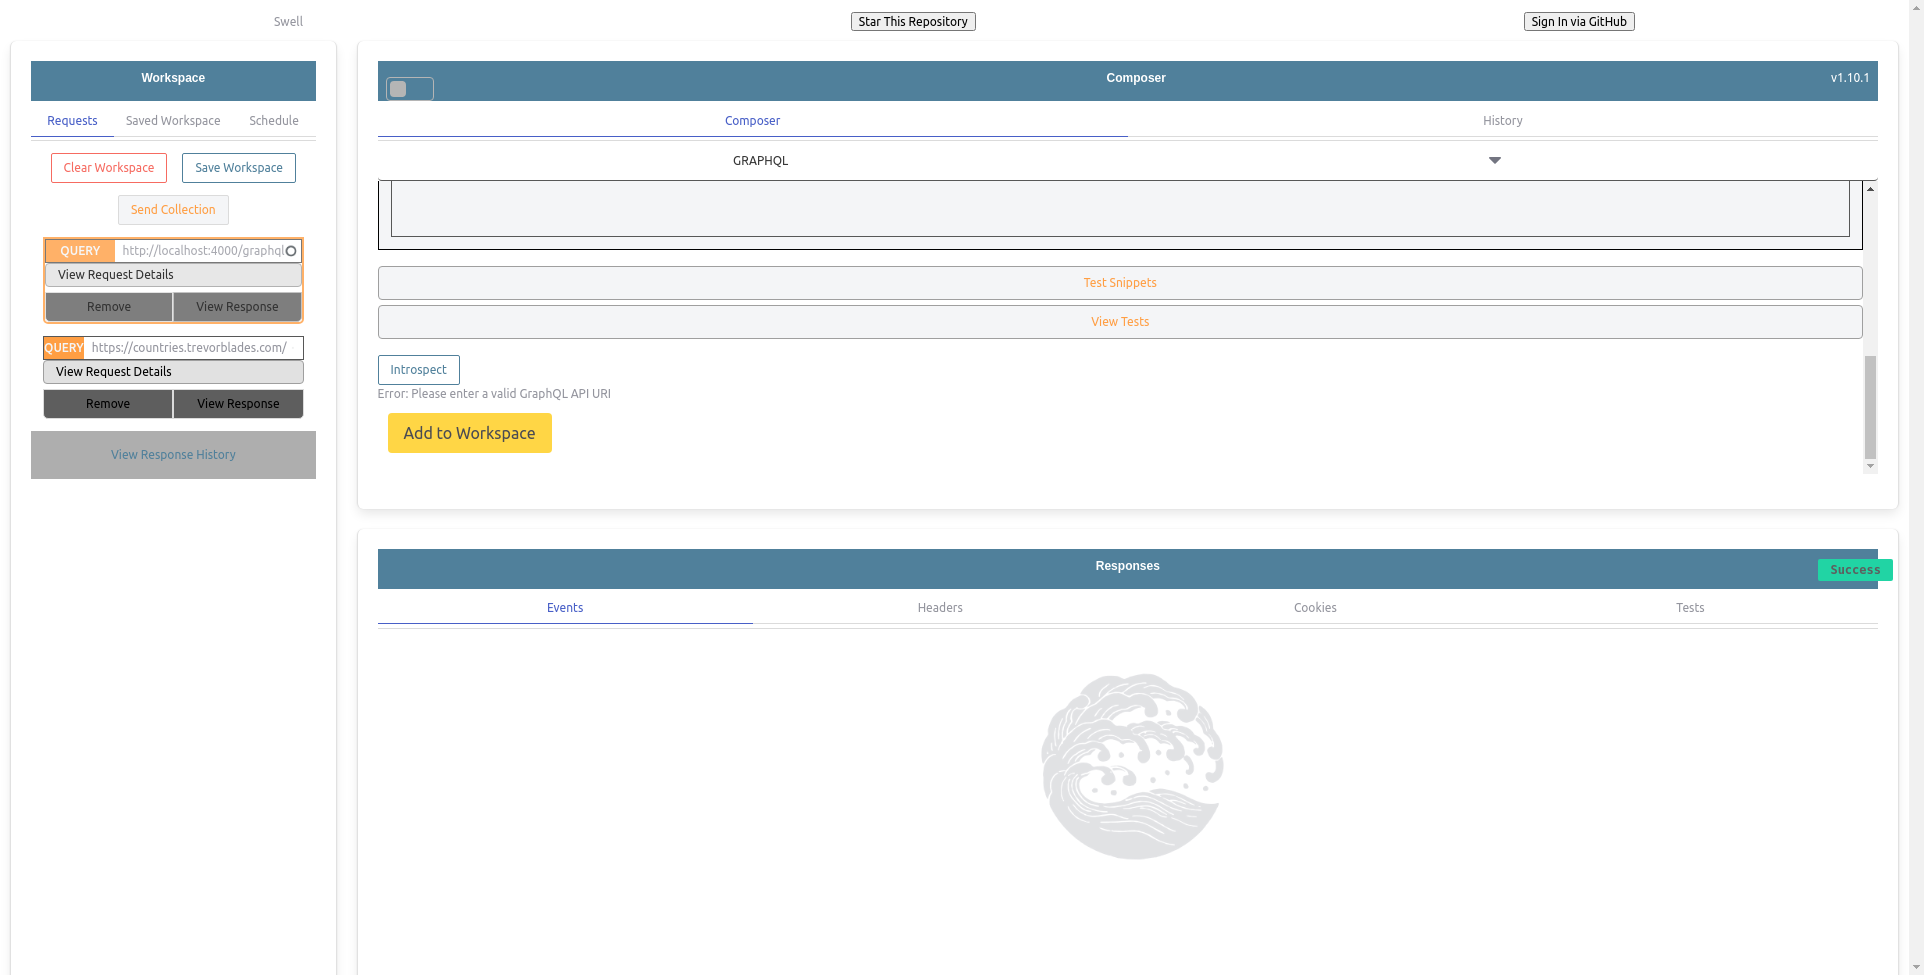 Swell
Star This Repository
Sign In via GitHub
Workspace
Requests
Saved Workspace
Schedule
Clear Workspace
Save Workspace
Send Collection
QUERY
http://localhost:4000/graphql
View Request Details
Remove
View Response
QUERY
https://countries.trevorblades.com/
View Request Details
Remove
View Response
View Response History
Composer
v1.10.1
Composer
History
GRAPHQL
Test Snippets
View Tests
Introspect
Error: Please enter a valid GraphQL API URI
Add to Workspace
Responses
Success
Events
Headers
Cookies
Tests